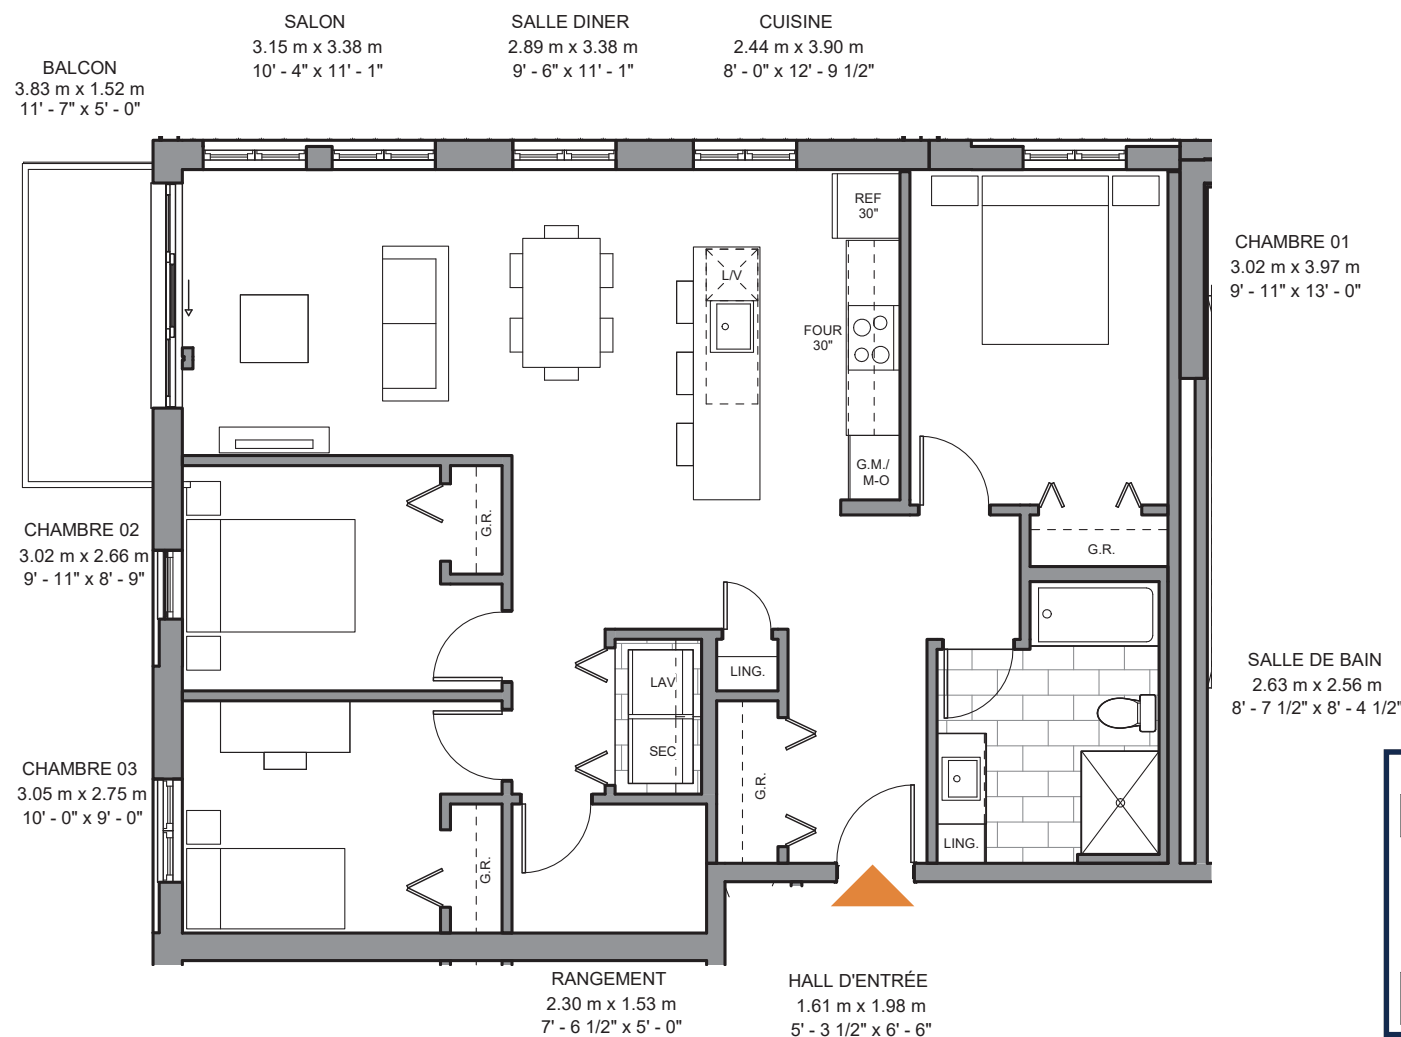 SALON
3.15 m x 3.38 m
10' - 4" x 11' - 1"
SALLE DINER
2.89 m x 3.38 m
9' - 6" x 11' - 1"
CUISINE
2.44 m x 3.90 m
8' - 0" x 12' - 9 1/2"
BALCON
3.83 m x 1.52 m
11' - 7" x 5' - 0"
REF
30"
L/V
FOUR
30"
G.M./
M-O
CHAMBRE 01
3.02 m x 3.97 m
9' - 11" x 13' - 0"
G.R.
CHAMBRE 02
3.02 m x 2.66 m
9' - 11" x 8' - 9"
G.R.
LAV
SEC
LING.
G.R.
SALLE DE BAIN
2.63 m x 2.56 m
8' - 7 1/2" x 8' - 4 1/2"
LING.
CHAMBRE 03
3.05 m x 2.75 m
10' - 0" x 9' - 0"
G.R.
RANGEMENT
2.30 m x 1.53 m
7' - 6 1/2" x 5' - 0"
HALL D'ENTRÉE
1.61 m x 1.98 m
5' - 3 1/2" x 6' - 6"